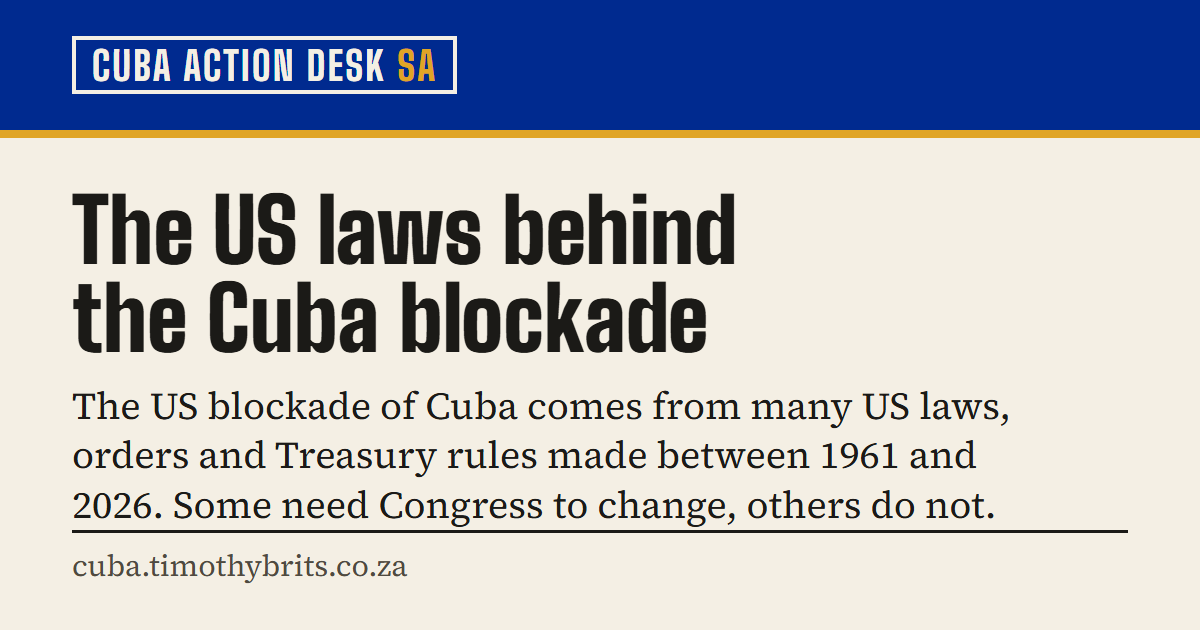 CUBA ACTION DESK SA
The US laws behind
the Cuba blockade
The US blockade of Cuba comes from many US laws,
orders and Treasury rules made between 1961 and
2026. Some need Congress to change, others do not.
cuba.timothybrits.co.za